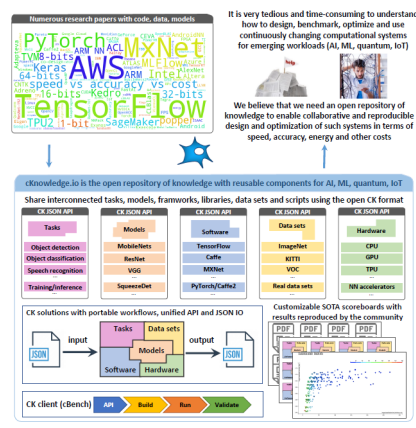 Numerous research papers with code, data, models
PyTorch
MxNet
TVM
8-bits
ARM NN
ACL
Keras
AWS
MLFlow
64-bits
ARM
Intel
speed vs accuracy vs cost
16-bits
Kedro
32-bits
TensorFlow
TPU2
1-bit
SageMaker
popper
It is very tedious and time-consuming to understand
how to design, benchmark, optimize and use
continuously changing computational systems
for emerging workloads (AI, ML, quantum, IoT)
We believe that we need an open repository of
knowledge to enable collaborative and reproducible
design and optimization of such systems in terms of
speed, accuracy, energy and other costs
cKnowledge.io is the open repository of knowledge with reusable components for AI, ML, quantum, IoT
Share interconnected tasks, models, framworks, libraries, data sets and scripts using the open CK format
CK JSON API
Tasks
Object detection
Object classification
Speech recognition
...
Training/inference
CK JSON API
Models
MobileNets
ResNet
VGG
...
SqueezeDet
CK JSON API
Software
TensorFlow
Caffe
MXNet
...
PyTorch/Caffe2
CK JSON API
Data sets
ImageNet
KITTI
VOC
...
Real data sets
CK JSON API
Hardware
CPU
GPU
TPU
...
NN accelerators
CK solutions with portable workflows, unified API and JSON IO
JSON
input
Tasks
Data sets
Models
Software
Hardware
output
JSON
CK client (cBench)
API
Build
Run
Validate
Customizable SOTA scoreboards with
results reproduced by the community
PDF
PDF
PDF
PDF